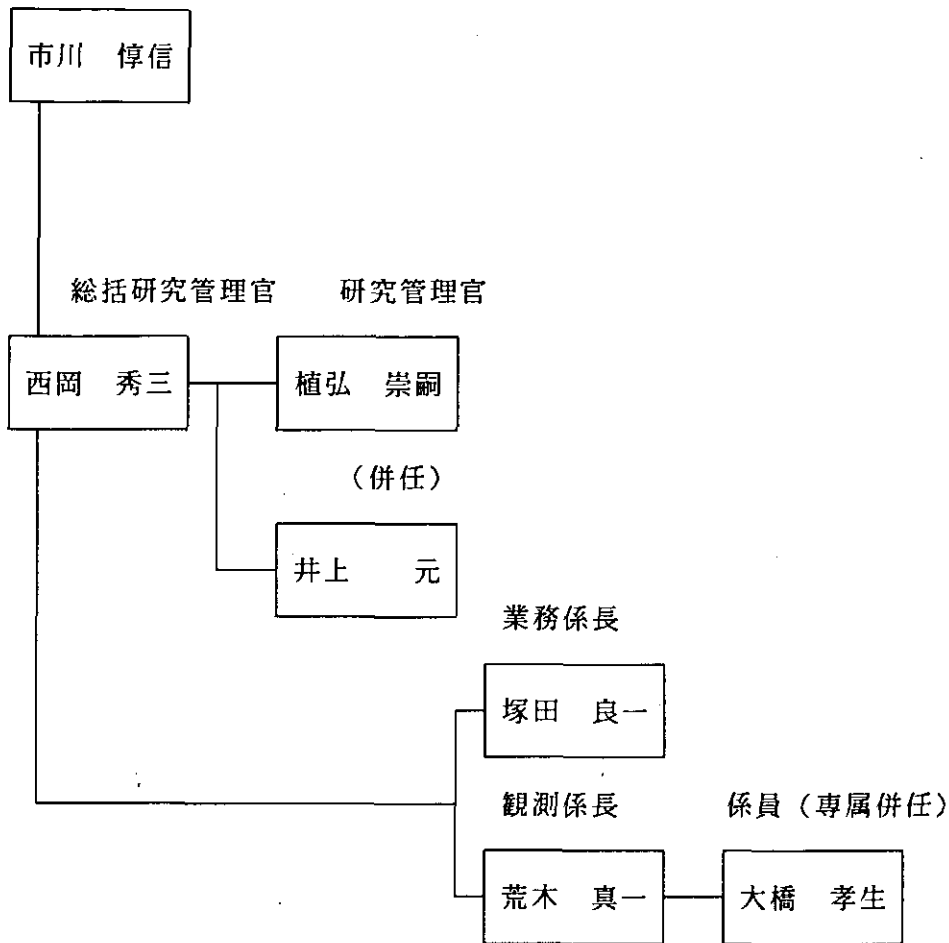 市川 惇信
総括研究管理官 研究管理官
西岡 秀三 植弘 崇嗣
(併任)
井上 元
業務係長
塚田 良一
観測係長 係員(専属併任)
荒木 真一 大橋 孝生